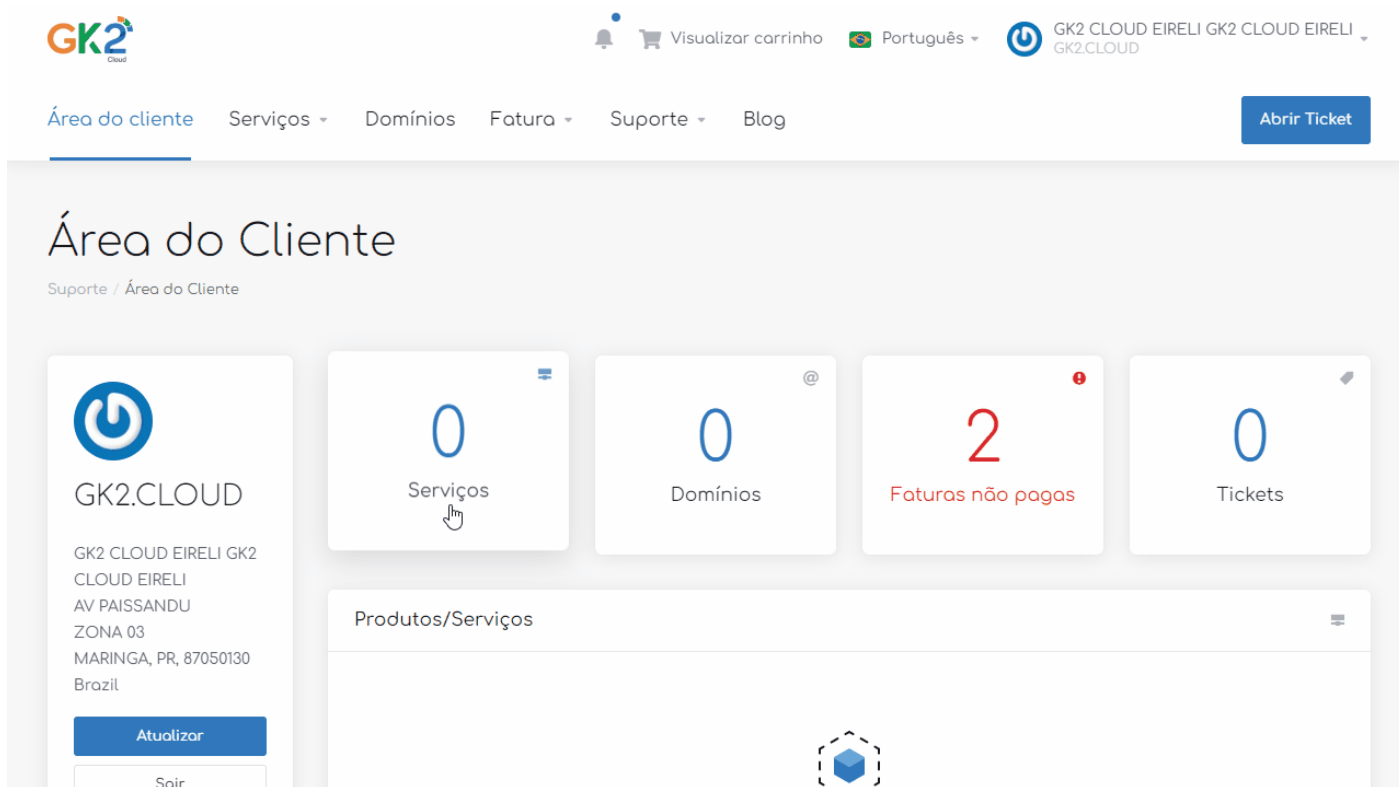 GK2
Cloud
Visualizar carrinho
Português
GK2 CLOUD EIRELI GK2 CLOUD EIRELI
GK2.CLOUD
Área do cliente
Serviços
Domínios
Fatura
Suporte
Blog
Abrir Ticket
Área do Cliente
Suporte / Área do Cliente
GK2.CLOUD
GK2 CLOUD EIRELI GK2
CLOUD EIRELI
AV PAISSANDU
ZONA 03
MARINGA, PR, 87050130
Brazil
Atualizar
Sair
0
Serviços
@
0
Domínios
2
Faturas não pagas
0
Tickets
Produtos/Serviços